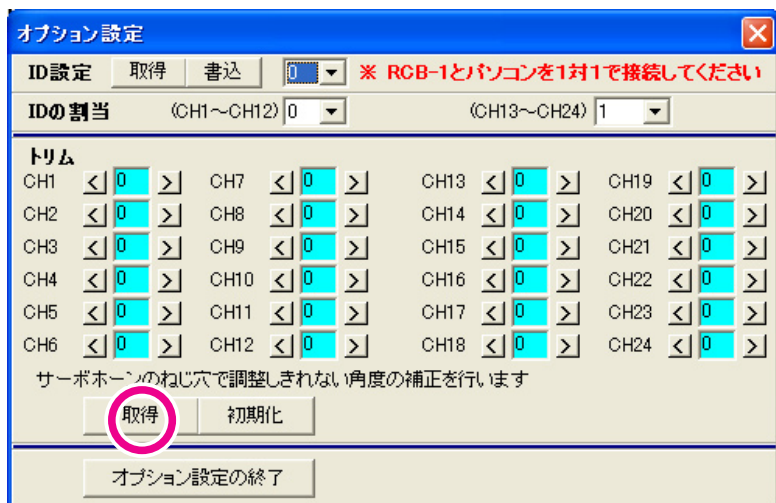 オプション設定
ID設定 取得 書込 0 ※ RCB-1とパソコンを1対1で接続してください
IDの割当 (CH1～CH12) 0 (CH13～CH24) 1
トリム
CH1 < 0 > CH7 < 0 > CH13 < 0 > CH19 < 0 >
CH2 < 0 > CH8 < 0 > CH14 < 0 > CH20 < 0 >
CH3 < 0 > CH9 < 0 > CH15 < 0 > CH21 < 0 >
CH4 < 0 > CH10 < 0 > CH16 < 0 > CH22 < 0 >
CH5 < 0 > CH11 < 0 > CH17 < 0 > CH23 < 0 >
CH6 < 0 > CH12 < 0 > CH18 < 0 > CH24 < 0 >
サーボホーンのねじ穴で調整しきれない角度の補正を行います
取得 初期化
オプション設定の終了